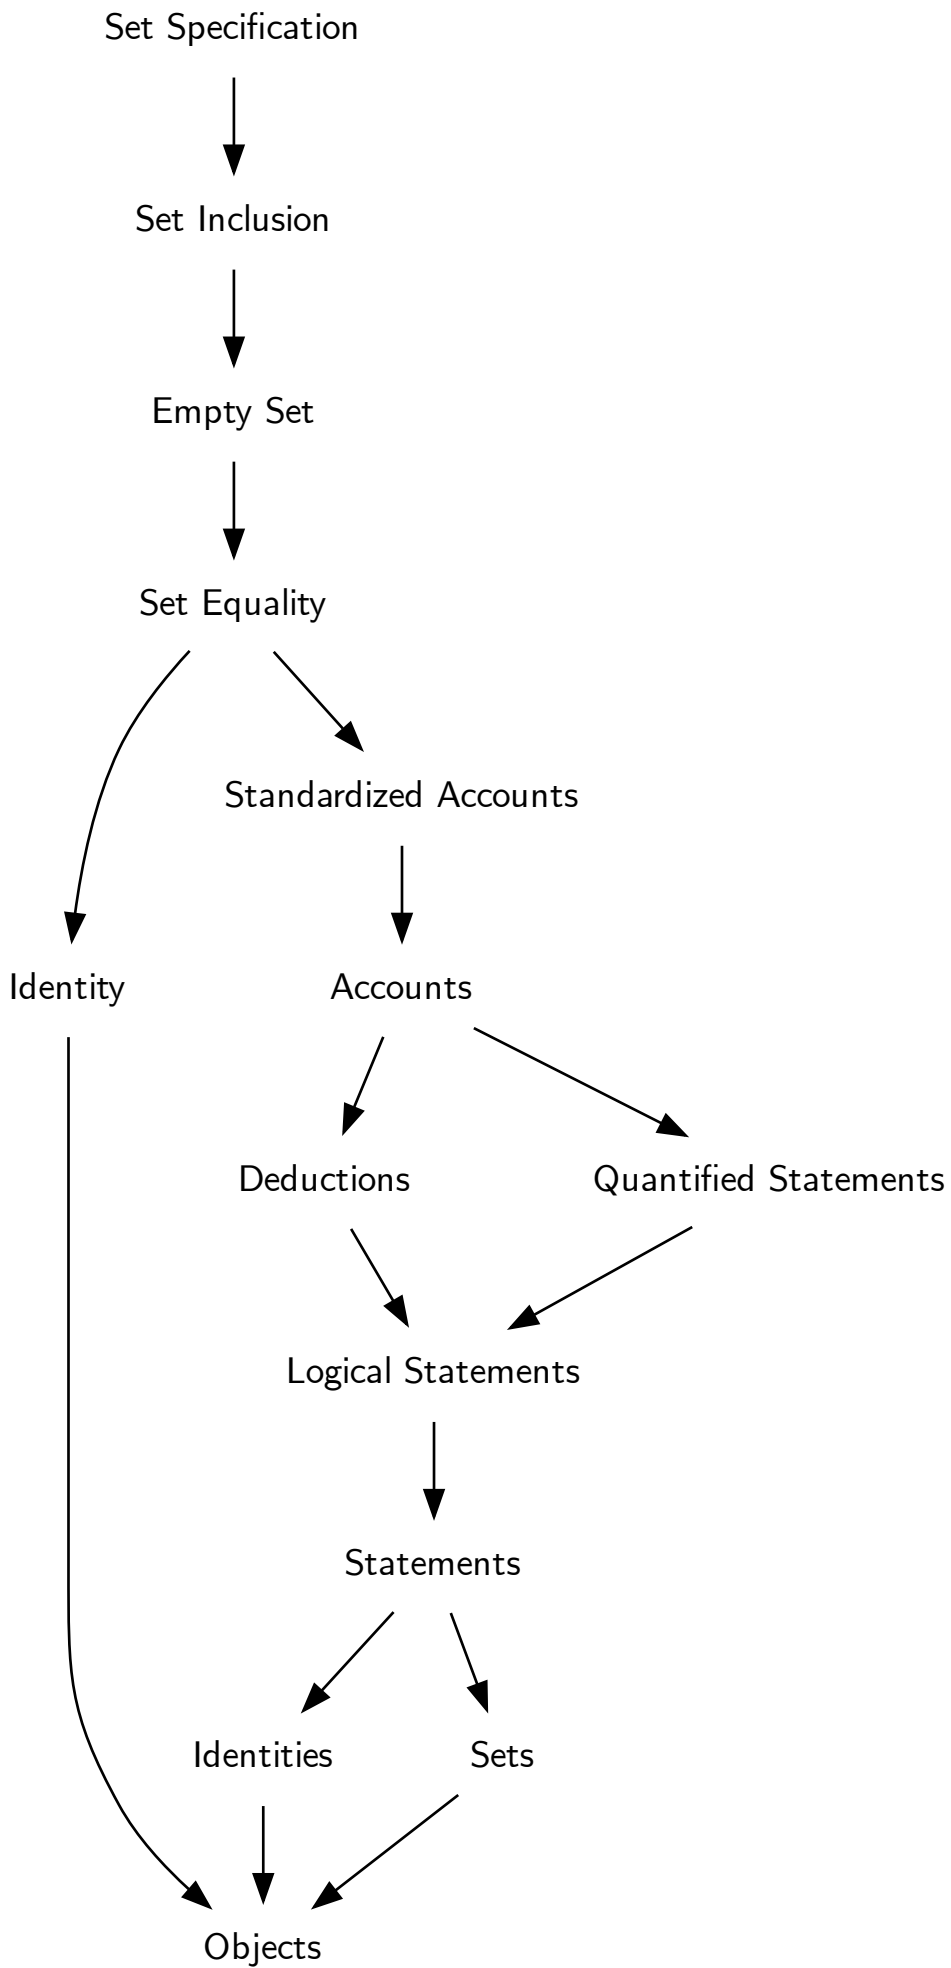 Set Specification
Set Inclusion
Empty Set
Set Equality
Standardized Accounts
Identity
Accounts
Deductions
Quantified Statements
Logical Statements
Statements
Identities
Sets
Objects